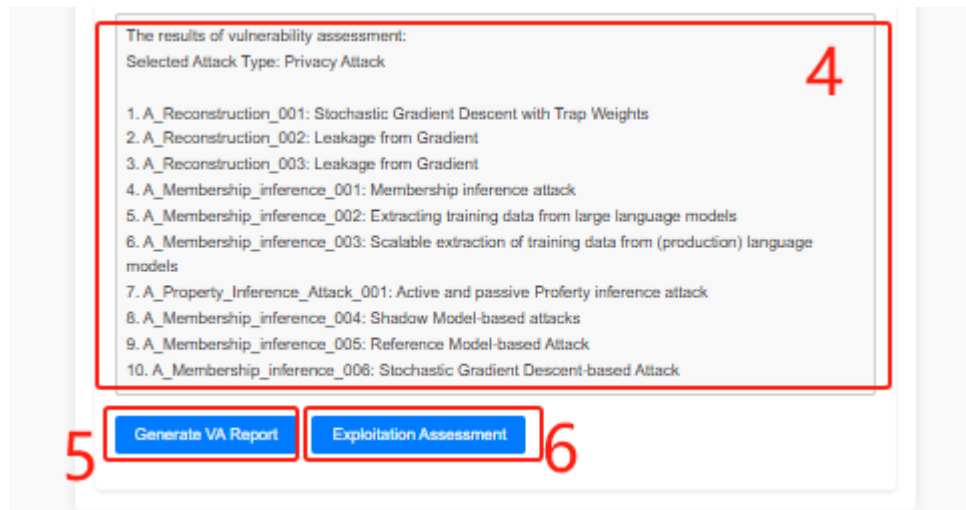 The results of vulnerability assessment:
Selected Attack Type: Privacy Attack
4
1. A_Reconstruction_001: Stochastic Gradient Descent with Trap Weights
2. A_Reconstruction_002: Leakage from Gradient
3. A_Reconstruction_003: Leakage from Gradient
4. A_Membership_inference_001: Membership inference attack
5. A_Membership_inference_002: Extracting training data from large language models
6. A_Membership_inference_003: Scalable extraction of training data from (production) language
models
7. A_Property_Inference_Attack_001: Active and passive Proferty inference attack
8. A_Membership_inference_004: Shadow Model-based attacks
9. A_Membership_inference_005: Reference Model-based Attack
10. A_Membership_inference_006: Stochastic Gradient Descent-based Attack
5 Generate VA Report Exploitation Assessment 6